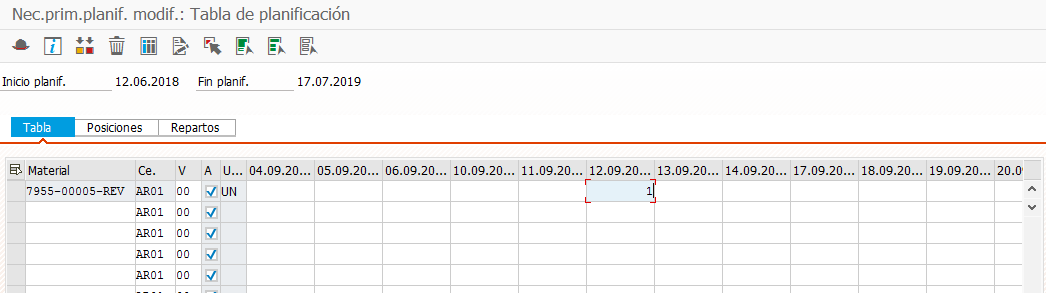 Nec.prim.planif. modif.: Tabla de planificación
Inicio planif. 12.06.2018 Fin planif. 17.07.2019
Tabla Posiciones Repartos
Material Ce. V A U... 04.09.20... 05.09.20... 06.09.20... 10.09.20... 11.09.20... 12.09.20... 13.09.20... 14.09.20... 17.09.20... 18.09.20... 19.09.20... 20.09
7955-00005-REV AR01 00 UN 1
AR01 00
AR01 00
AR01 00
AR01 00